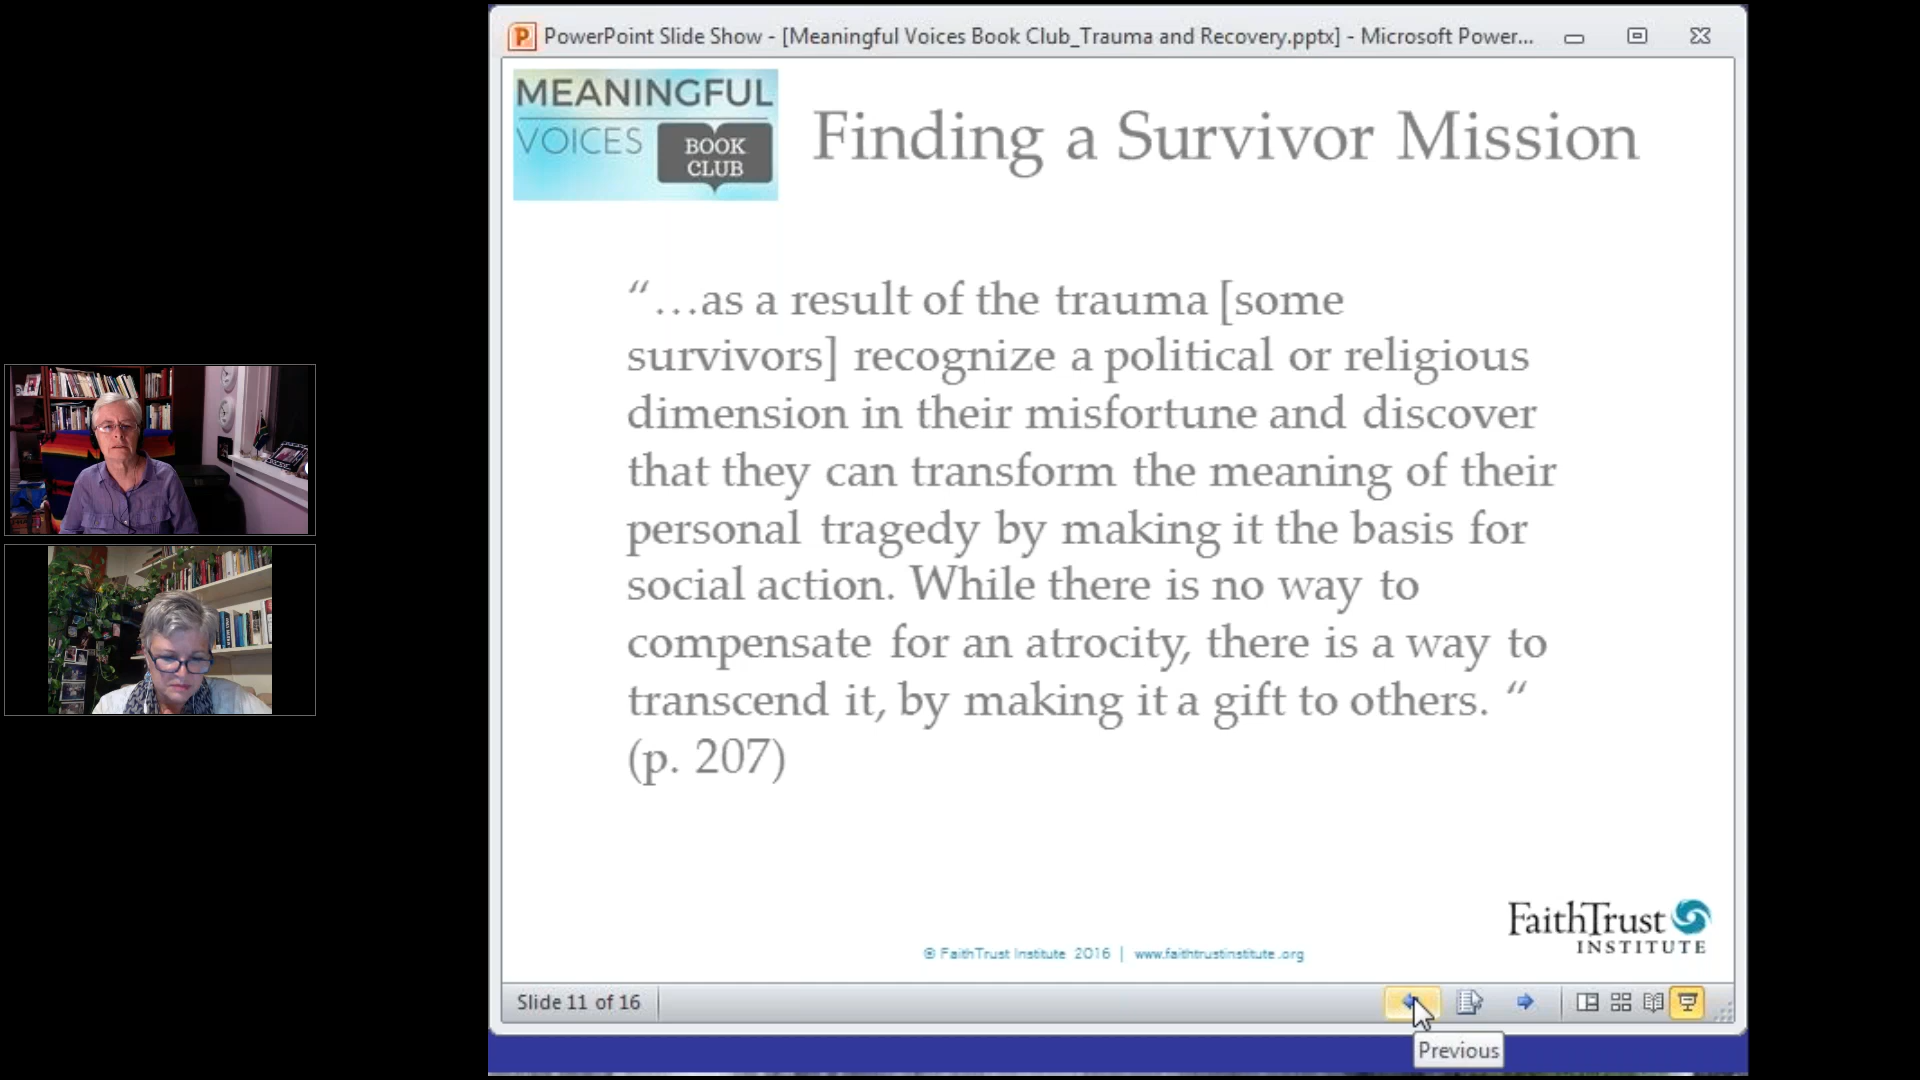 PowerPoint Slide Show - [Meaningful Voices Book Club_Trauma and Recovery.pptx] - Microsoft Power...
MEANINGFUL
VOICES
BOOK
CLUB
Finding a Survivor Mission
“…as a result of the trauma [some
survivors] recognize a political or religious
dimension in their misfortune and discover
that they can transform the meaning of their
personal tragedy by making it the basis for
social action. While there is no way to
compensate for an atrocity, there is a way to
transcend it, by making it a gift to others. “
(p. 207)
FaithTrust
INSTITUTE
© FaithTrust Institute 2016 | www.faithtrustinstitute.org
Slide 11 of 16
Previous